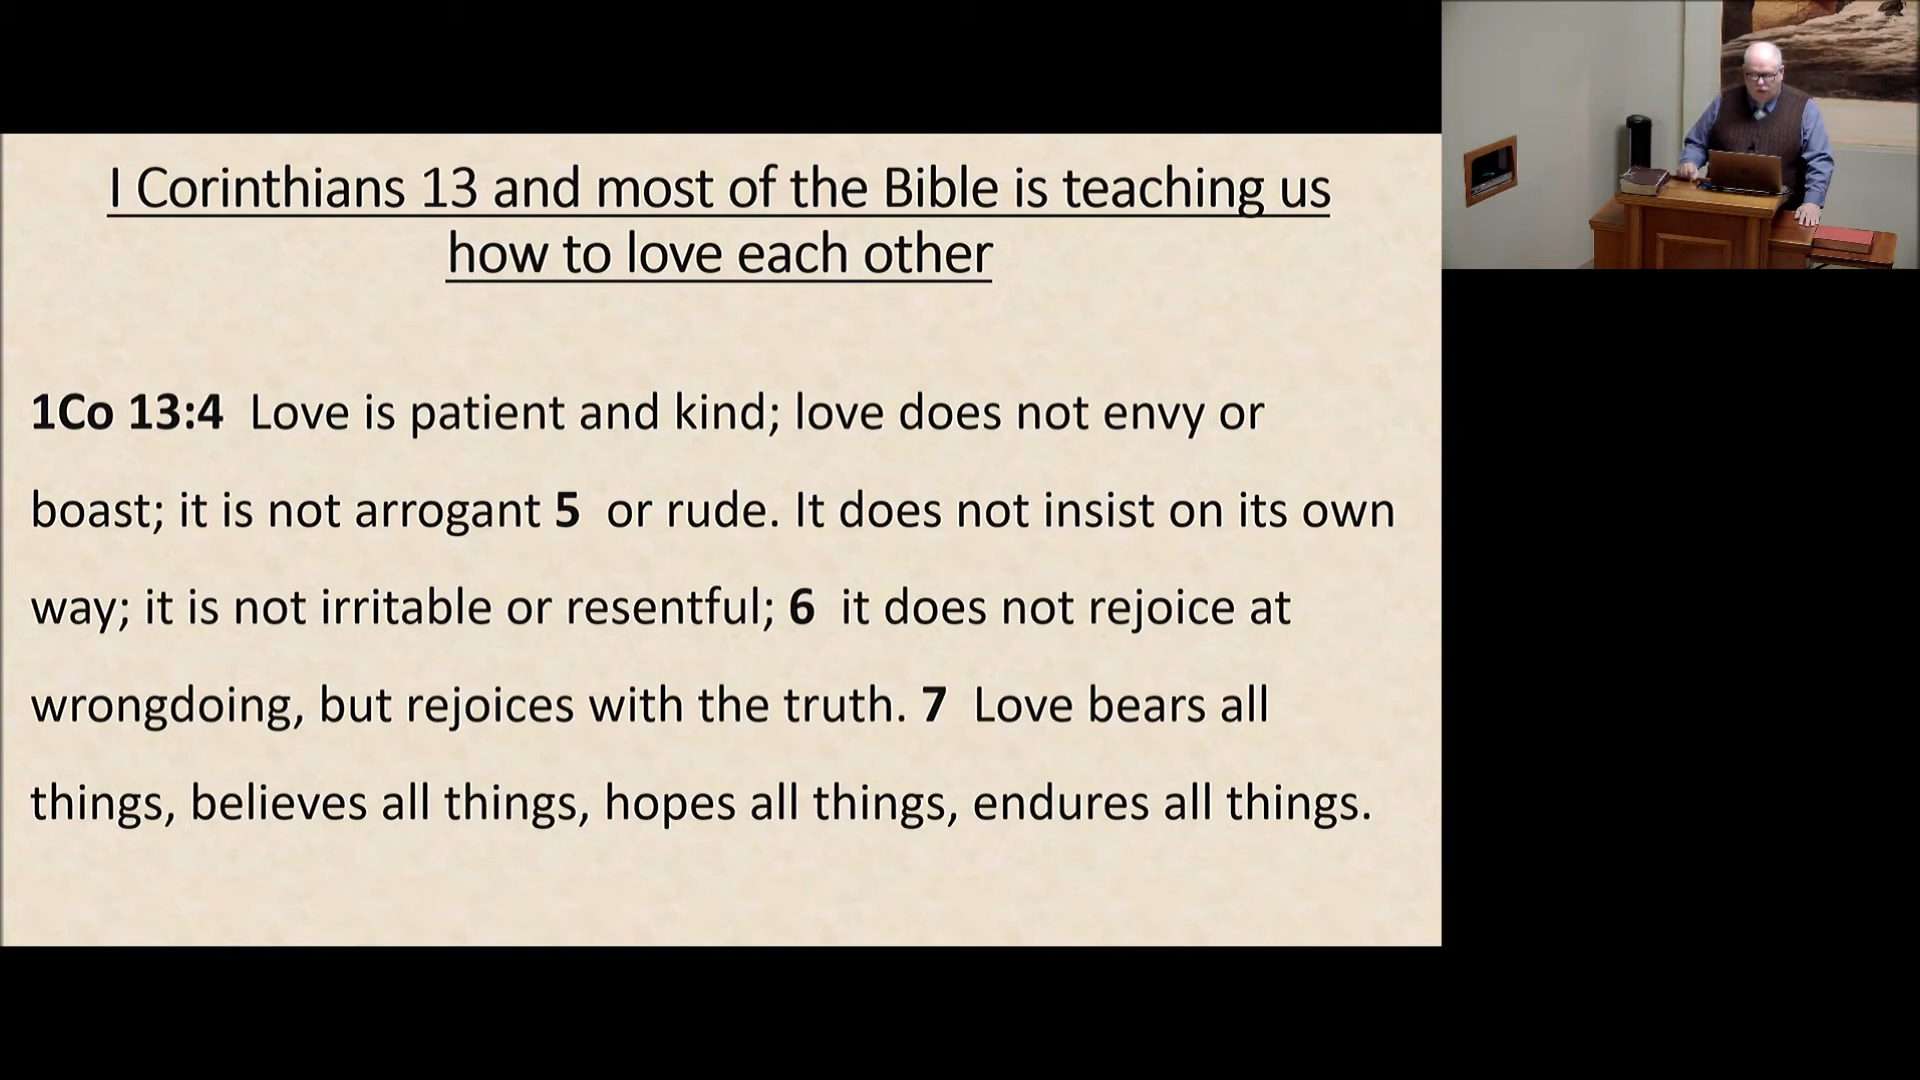 I Corinthians 13 and most of the Bible is teaching us
how to love each other
1Co 13:4 Love is patient and kind; love does not envy or
boast; it is not arrogant 5 or rude. It does not insist on its own
way; it is not irritable or resentful; 6 it does not rejoice at
wrongdoing, but rejoices with the truth. 7 Love bears all
things, believes all things, hopes all things, endures all things.